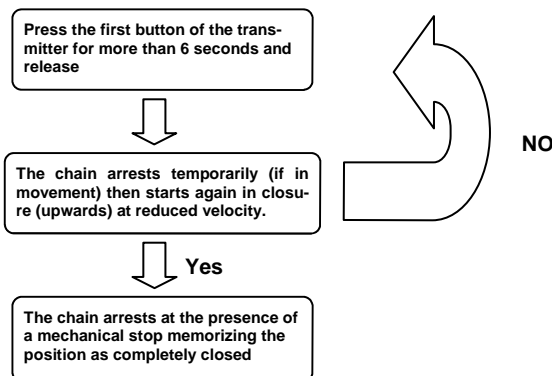 Press the first button of the trans-
mitter for more than 6 seconds and
release
NO
The chain arrests temporarily (if in
movement) then starts again in clo-
sure (upwards) at reduced velocity.
Yes
The chain arrests at the presence of
a mechanical stop memorizing the
position as completely closed